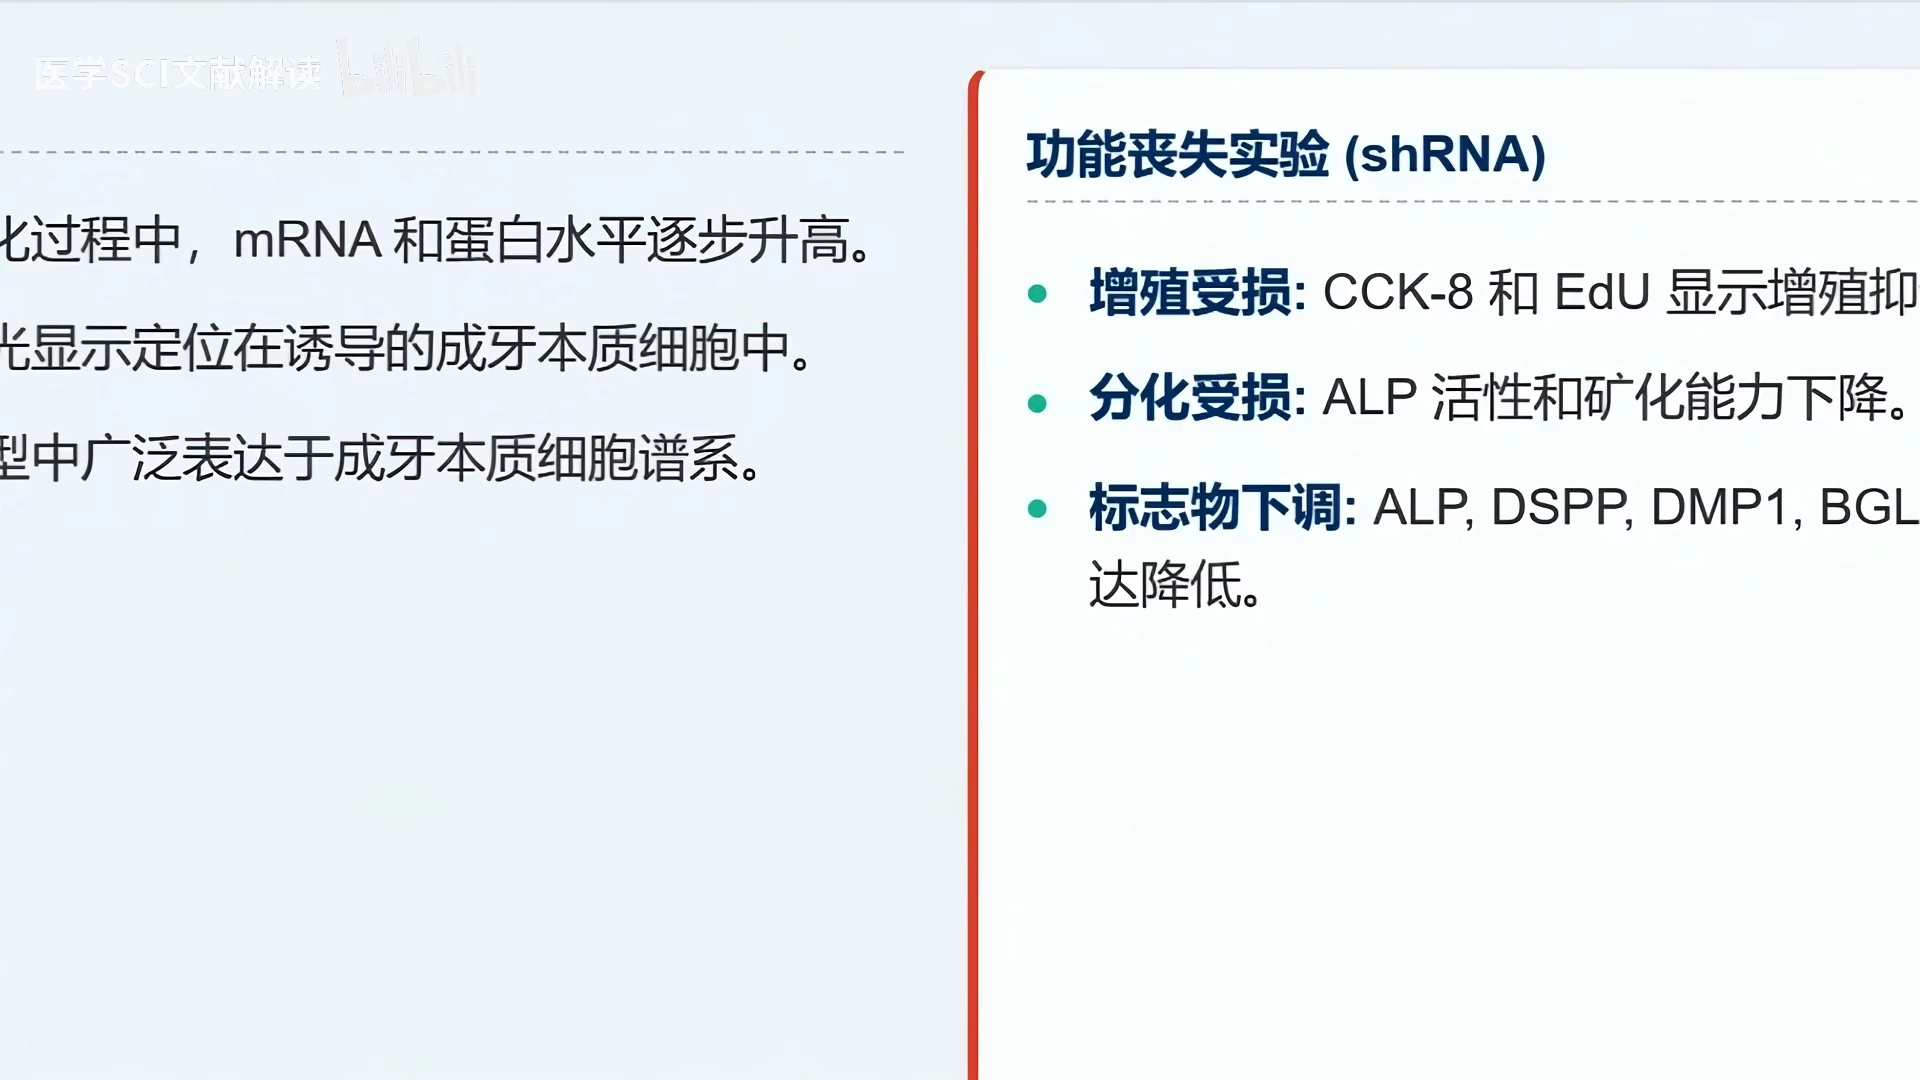 医学SCI文献解读 bilibili
化过程中，mRNA 和蛋白水平逐步升高。
光显示定位在诱导的成牙本质细胞中。
型中广泛表达于成牙本质细胞谱系。
功能丧失实验 (shRNA)
增殖受损: CCK-8 和 EdU 显示增殖抑
分化受损: ALP 活性和矿化能力下降。
标志物下调: ALP, DSPP, DMP1, BGL
达降低。